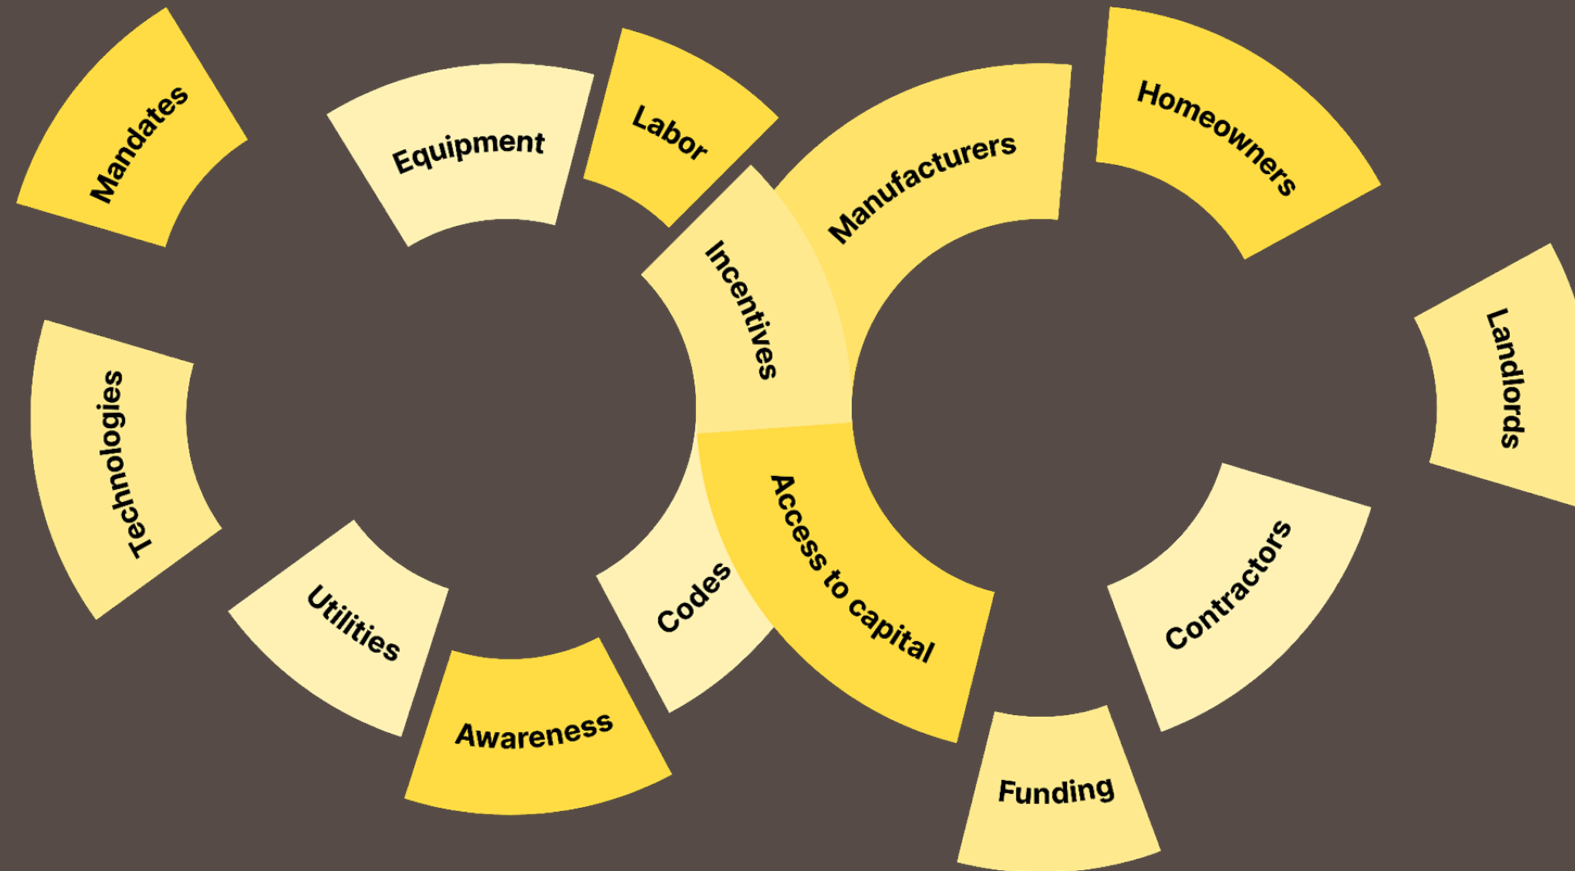 Mandates
Equipment
Labor
Manufacturers
Homeowners
Incentives
Landlords
Technologies
Access to capital
Codes
Contractors
Utilities
Awareness
Funding